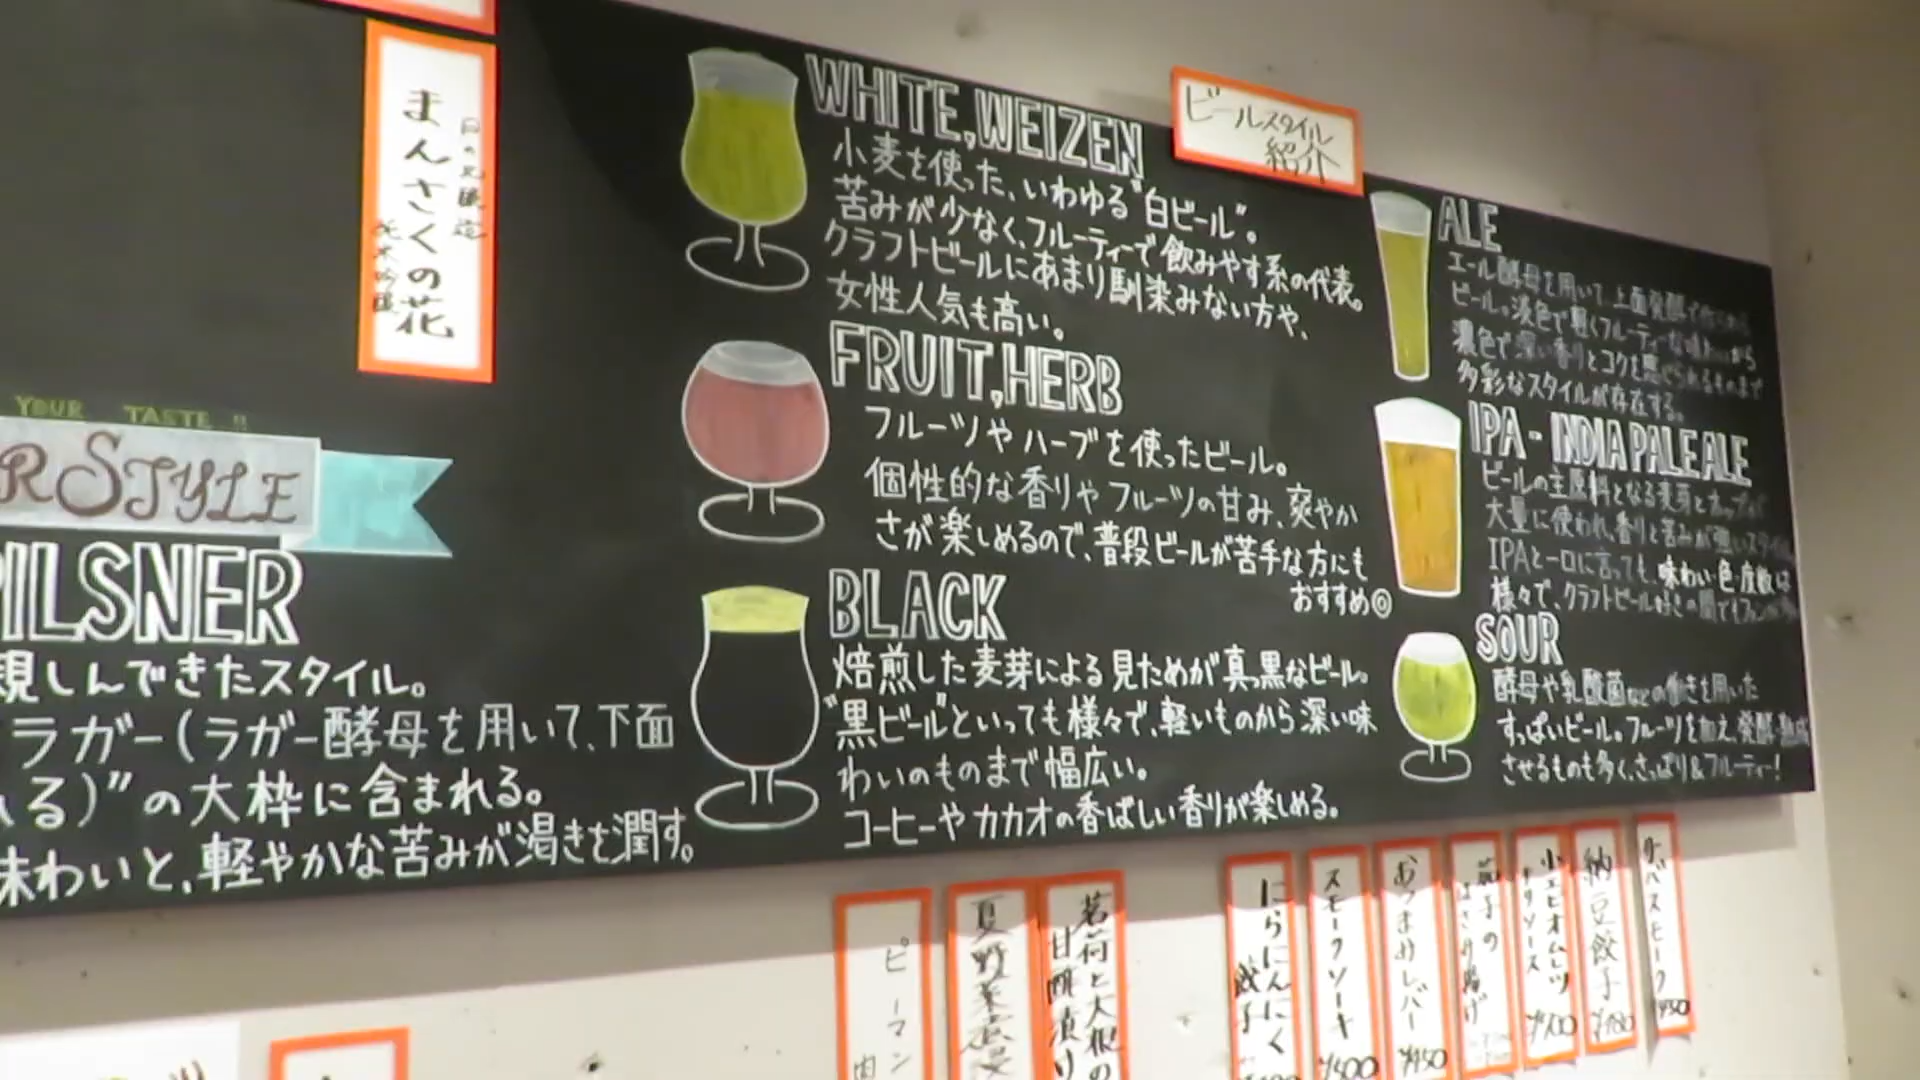 まんさくの花
YOUR TASTE !!
R STYLE
PILSNER
親しんできたスタイル。
ラガー(ラガー酵母を用いて、下面
れる)”の大枠に含まれる。
味わいと、軽やかな苦みが渇きを潤す。
WHITE,WEIZEN
小麦を使った、いわゆる“白ビール”。
苦みが少なく、フルーティーで飲みやす系の代表。
クラフトビールにあまり馴染みない方や、
女性人気も高い。
FRUIT,HERB
フルーツやハーブを使ったビール。
個性的な香りやフルーツの甘み、爽やか
さが楽しめるので、普段ビールが苦手な方にも
おすすめ◎
BLACK
焙煎した麦芽による見ためが真っ黒なビール。
“黒ビール”といっても様々で、軽いものから深い味
わいのものまで幅広い。
コーヒーやカカオの香ばしい香りが楽しめる。
ビールスタイル
紹介
ALE
エール酵母を用いて、上面発酵で作られる
ビール。淡色で軽くフルーティーな味わいから
濃色で深い香りとコクを感じられるものまで
多彩なスタイルが存在する。
IPA - INDIA PALE ALE
ビールの主原料となる麦芽とホップが
大量に使われ、香りと苦みが強いスタイル
IPAと一口に言っても、味わい・色・度数は
様々で、クラフトビール好きの間で
SOUR
酵母や乳酸菌などの働きを用いた
すっぱいビール。フルーツを加え、発酵・熟成
させるものも多く、さっぱり&フルーティー!
ピーマン
夏野菜
茗荷と大根の
甘酢漬け
にらにんにく
餃子
スモークソーキ
¥400
おつまみレバー
¥450
茄子の
はさみ揚げ
小エビオムレツ
¥400
納豆餃子
¥480
¥450